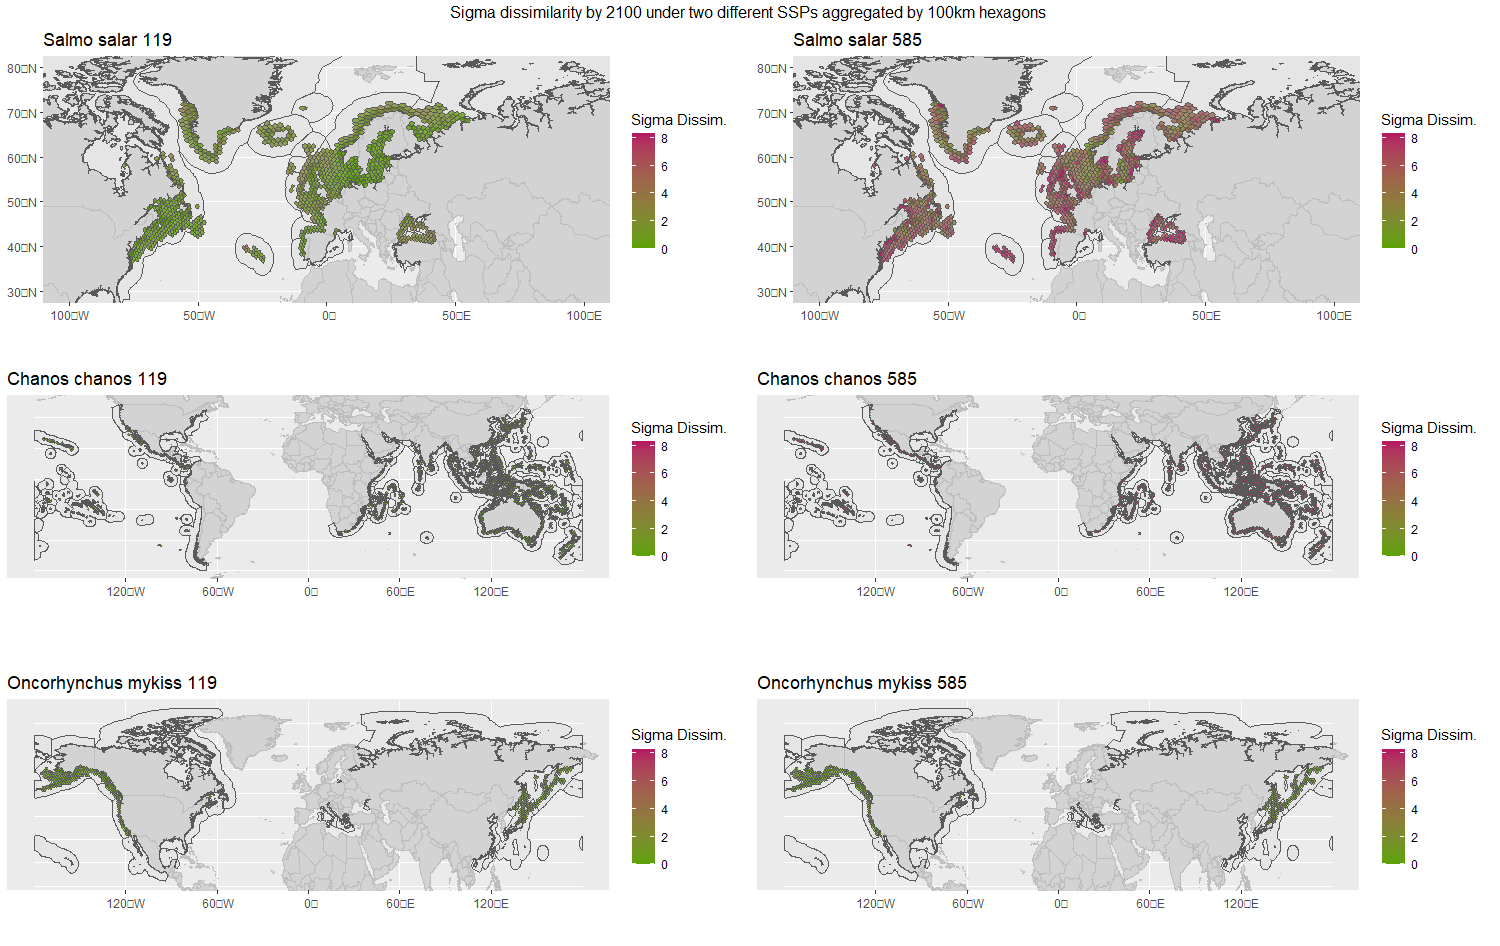 Sigma dissimilarity by 2100 under two different SSPs aggregated by 100km hexagons
Salmo salar 119
80□N
70□N
60□N
50□N
40□N
30□N
100□W 50□W 0□ 50□E 100□E
Sigma Dissim.
8
6
4
2
0
Salmo salar 585
80□N
70□N
60□N
50□N
40□N
30□N
100□W 50□W 0□ 50□E 100□E
Sigma Dissim.
8
6
4
2
0
Chanos chanos 119
120□W 60□W 0□ 60□E 120□E
Sigma Dissim.
8
6
4
2
0
Chanos chanos 585
120□W 60□W 0□ 60□E 120□E
Sigma Dissim.
8
6
4
2
0
Oncorhynchus mykiss 119
120□W 60□W 0□ 60□E 120□E
Sigma Dissim.
8
6
4
2
0
Oncorhynchus mykiss 585
120□W 60□W 0□ 60□E 120□E
Sigma Dissim.
8
6
4
2
0